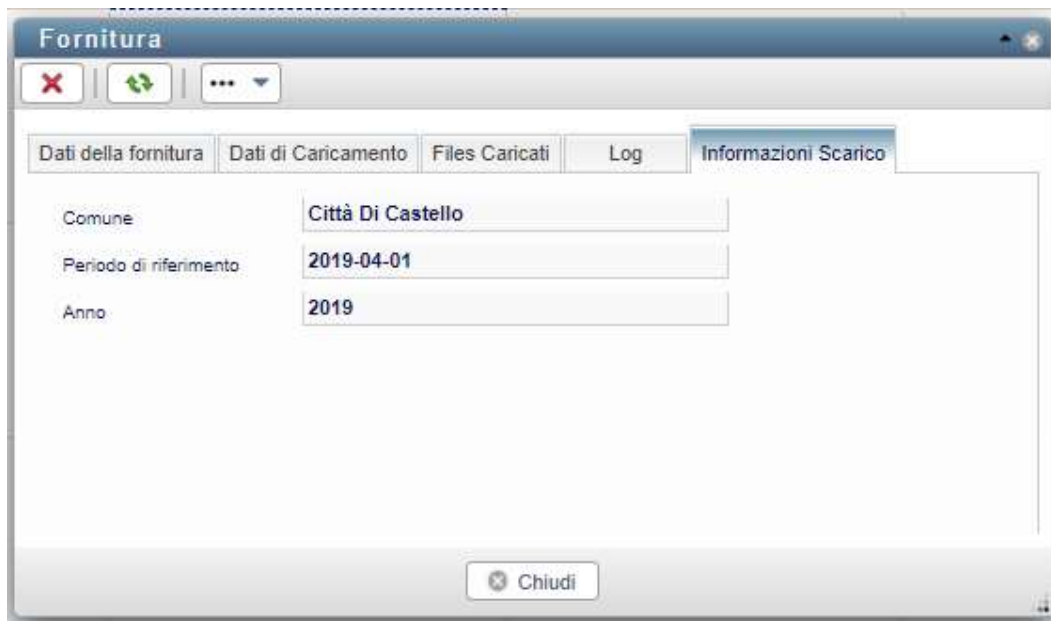 Fornitura
Dati della fornitura Dati di Caricamento Files Caricati Log Informazioni Scarico
Comune Città Di Castello
Periodo di riferimento 2019-04-01
Anno 2019
Chiudi